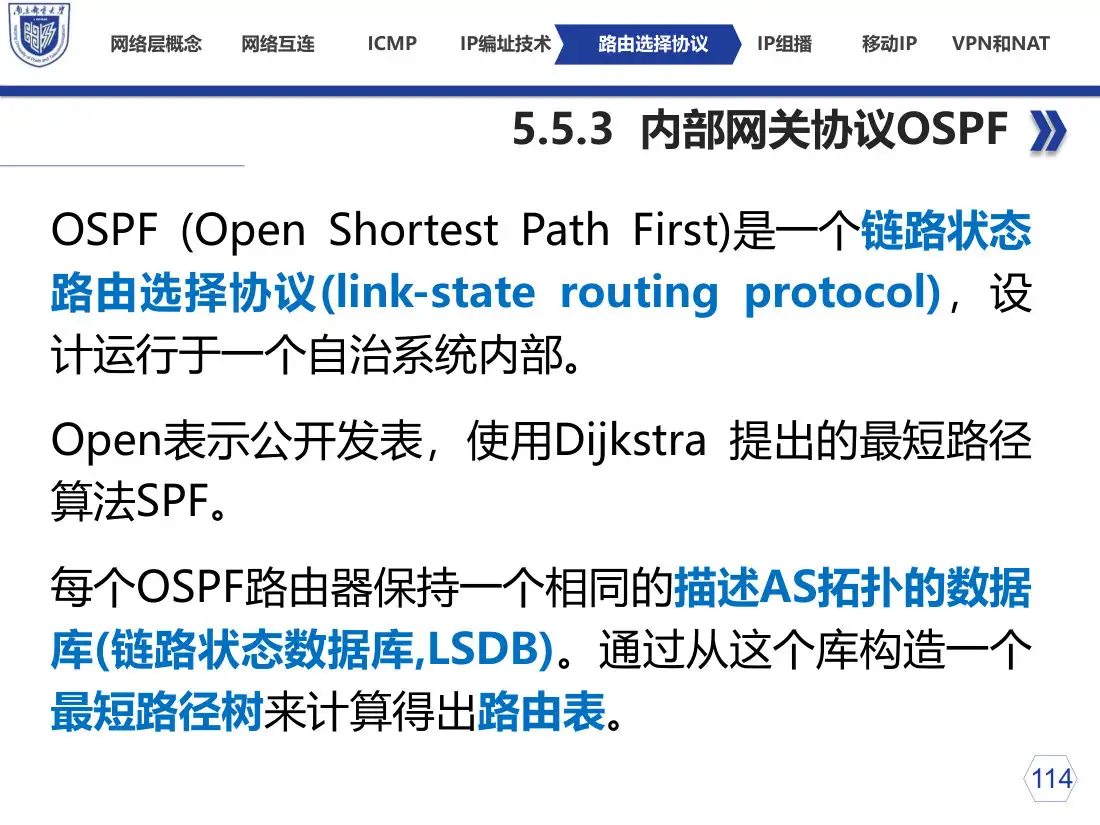 南京邮电大学
网络层概念 网络互连 ICMP IP编址技术 路由选择协议 IP组播 移动IP VPN和NAT
5.5.3 内部网关协议OSPF
OSPF (Open Shortest Path First)是一个链路状态
路由选择协议(link-state routing protocol)，设
计运行于一个自治系统内部。
Open表示公开发表，使用Dijkstra 提出的最短路径
算法SPF。
每个OSPF路由器保持一个相同的描述AS拓扑的数据
库(链路状态数据库,LSDB)。通过从这个库构造一个
最短路径树来计算得出路由表。
114